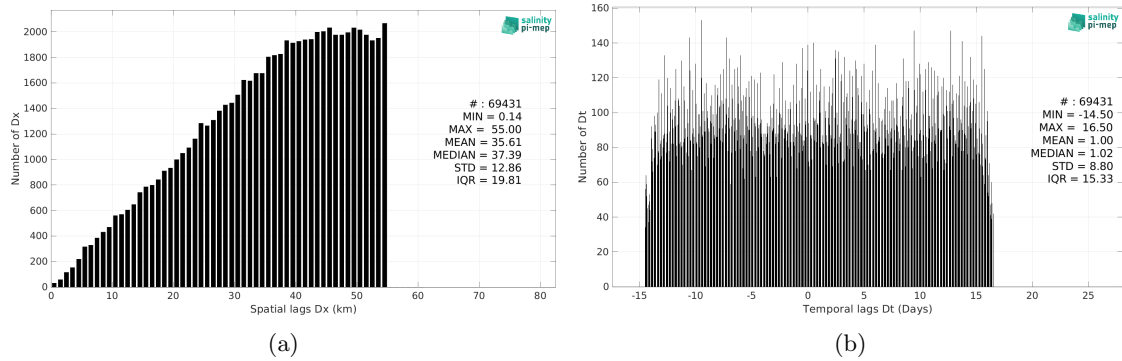 2000
1800
1600
1400
1200
1000
800
600
400
200
0
Number of Dx
0 10 20 30 40 50 60 70 80
Spatial lags Dx (km)
salinity
pi-mep
# : 69431
MIN = 0.14
MAX = 55.00
MEAN = 35.61
MEDIAN = 37.39
STD = 12.86
IQR = 19.81
(a)
160
140
120
100
80
60
40
20
0
Number of Dt
-15 -10 -5 0 5 10 15 20 25
Temporal lags Dt (Days)
salinity
pi-mep
# : 69431
MIN = -14.50
MAX = 16.50
MEAN = 1.00
MEDIAN = 1.02
STD = 8.80
IQR = 15.33
(b)